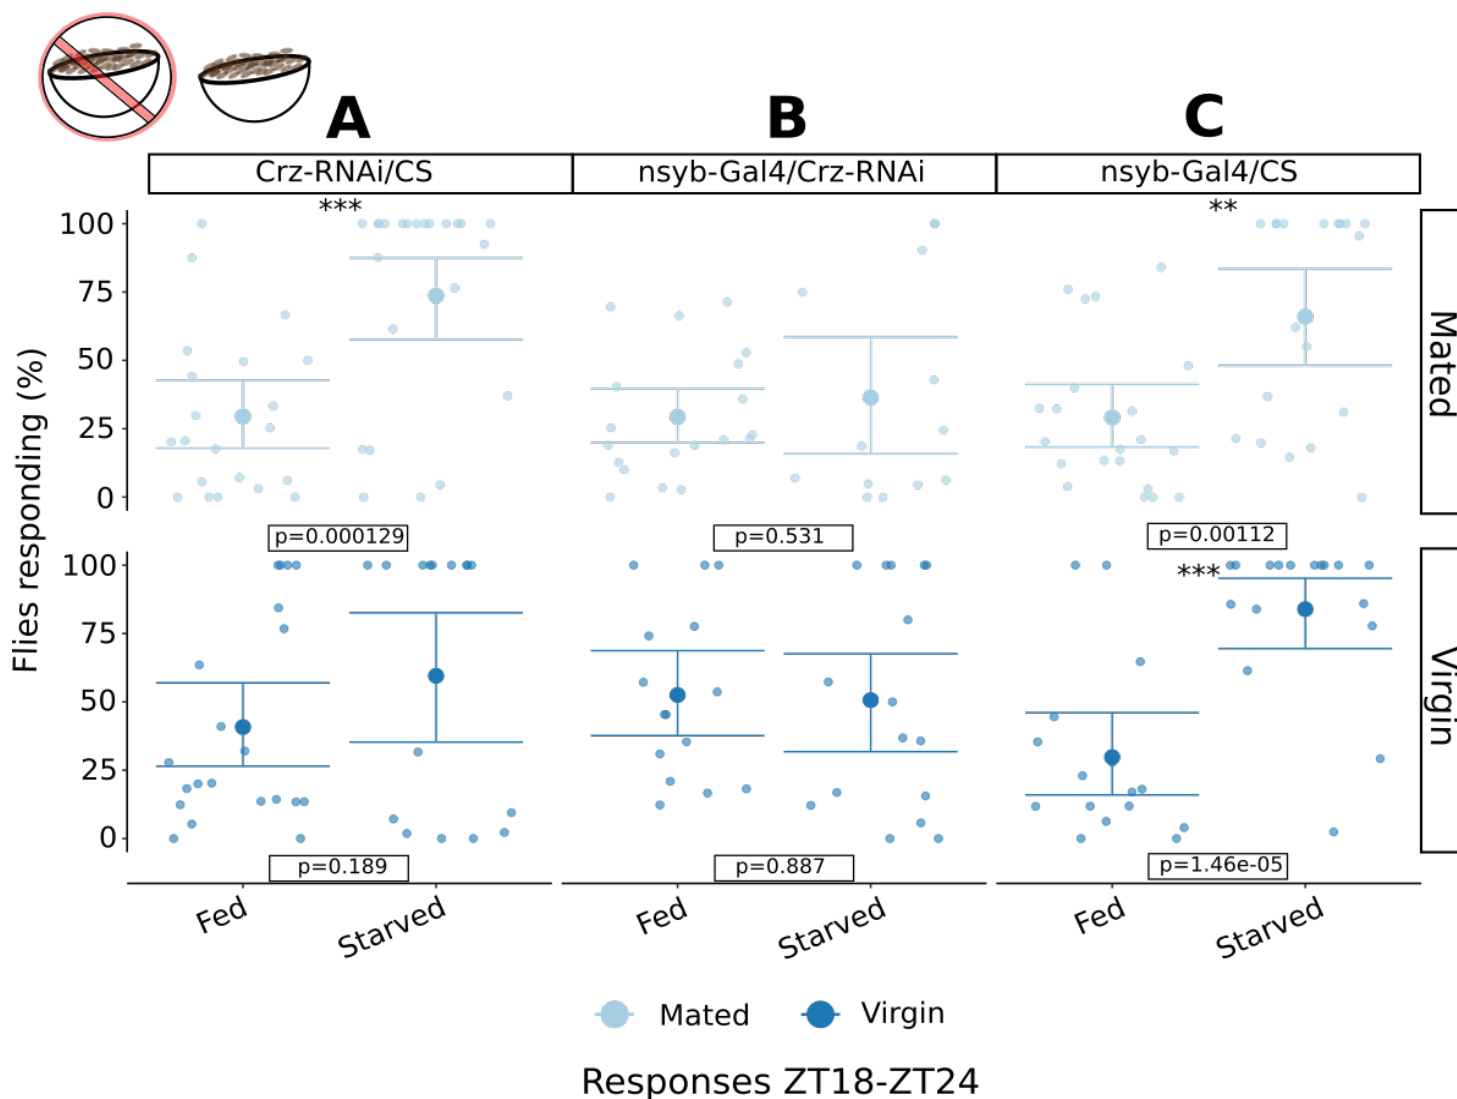 A B C
Crz-RNAi/CS nsyb-Gal4/Crz-RNAi nsyb-Gal4/CS
*** **
100
75
50
25
0
Mated
p=0.000129 p=0.531 p=0.00112
***
100
75
50
25
0
Virgin
p=0.189 p=0.887 p=1.46e-05
Flies responding (%)
Fed Starved Fed Starved Fed Starved
Mated Virgin
Responses ZT18-ZT24